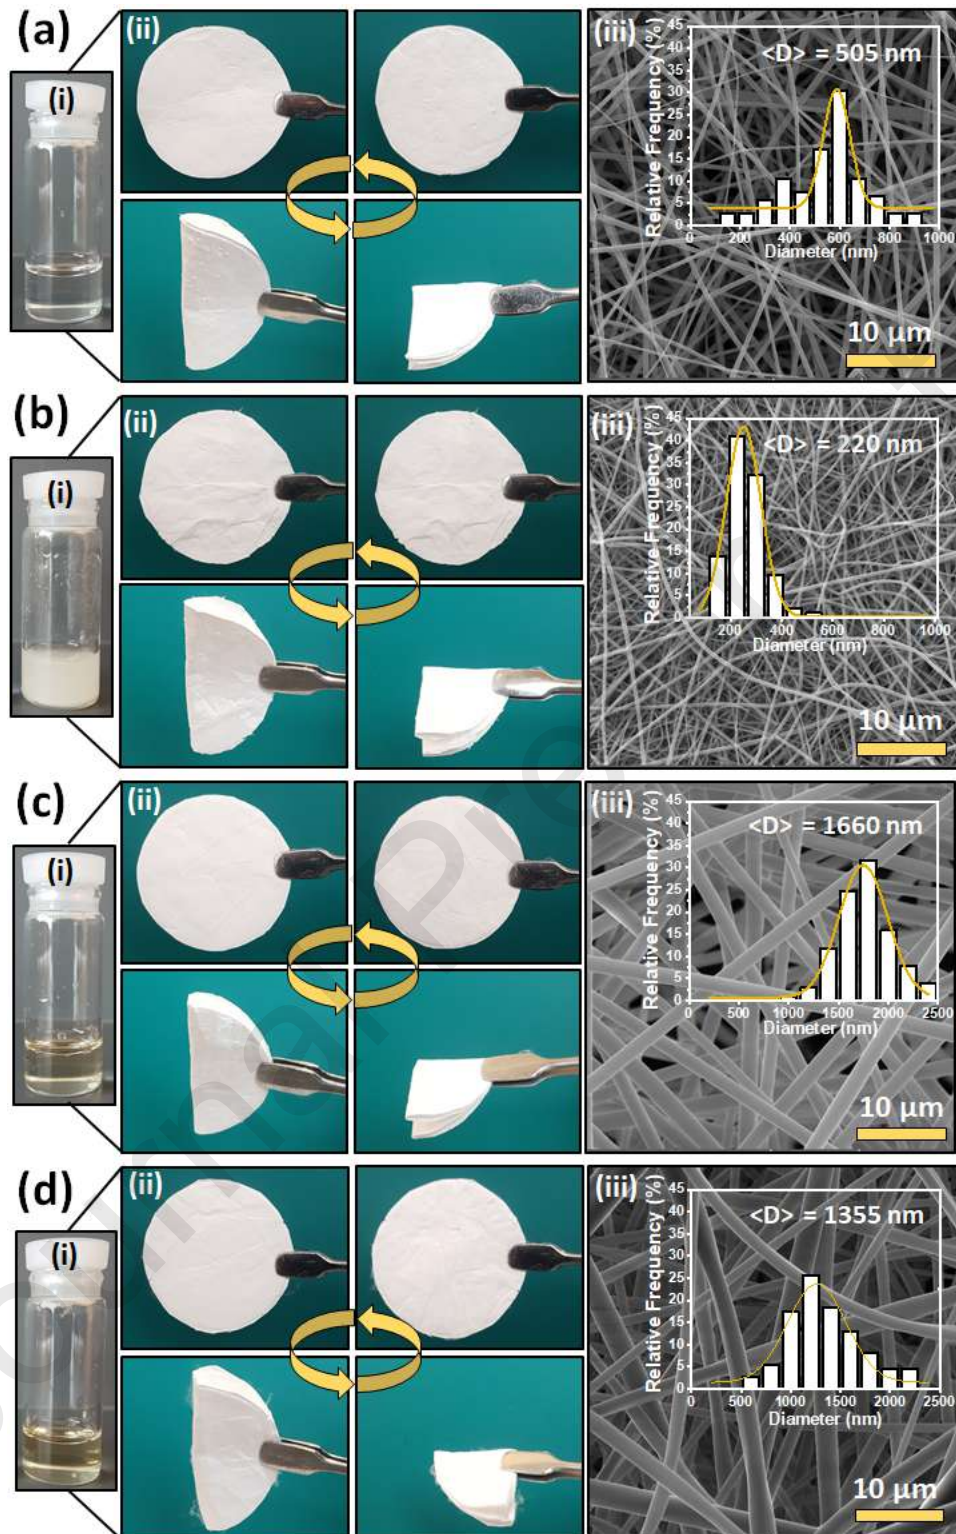 (a)
(i)
(ii)
(iii)
<D> = 505 nm
Relative Frequency (%)
45
40
35
30
25
20
15
10
5
0
0 200 400 600 800 1000
Diameter (nm)
10 μm
(b)
(i)
(ii)
(iii)
<D> = 220 nm
Relative Frequency (%)
45
40
35
30
25
20
15
10
5
0
200 400 600 800 1000
Diameter (nm)
10 μm
(c)
(i)
(ii)
(iii)
<D> = 1660 nm
Relative Frequency (%)
45
40
35
30
25
20
15
10
5
0
0 500 1000 1500 2000 2500
Diameter (nm)
10 μm
(d)
(i)
(ii)
(iii)
<D> = 1355 nm
Relative Frequency (%)
45
40
35
30
25
20
15
10
5
0
0 500 1000 1500 2000 2500
Diameter (nm)
10 μm